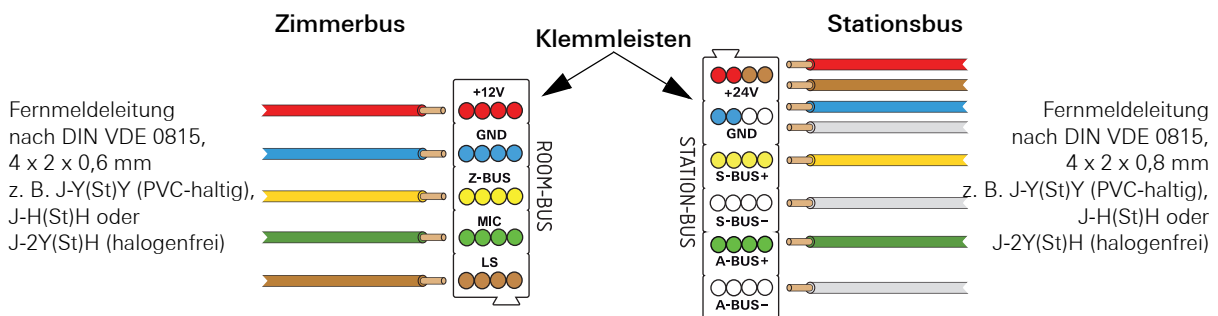 Zimmerbus
Klemmleisten
Stationsbus
Fernmeldeleitung
nach DIN VDE 0815,
4 x 2 x 0,6 mm
z. B. J-Y(St)Y (PVC-haltig),
J-H(St)H oder
J-2Y(St)H (halogenfrei)
+12V
GND
Z-BUS
MIC
LS
ROOM-BUS
STATION-BUS
+24V
GND
S-BUS+
S-BUS–
A-BUS+
A-BUS–
Fernmeldeleitung
nach DIN VDE 0815,
4 x 2 x 0,8 mm
z. B. J-Y(St)Y (PVC-haltig),
J-H(St)H oder
J-2Y(St)H (halogenfrei)